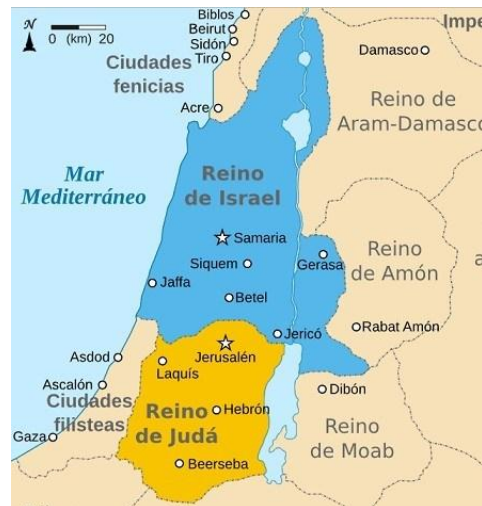 N
0 (km) 20
Biblos
Beirut
Sidón
Tiro
Ciudades
fenicias
Acre
Damasco
Reino de
Aram-Damasco
Mar
Mediterráneo
Reino
de Israel
Samaria
Siquem
Gerasa
Reino
de Amón
Jaffa
Betel
Jericó
Rabat Amón
Jerusalén
Asdod
Laquís
Ascalón
Ciudades
filisteas
Dibón
Gaza
Reino
de Judá
Hebrón
Reino
de Moab
Beerseba